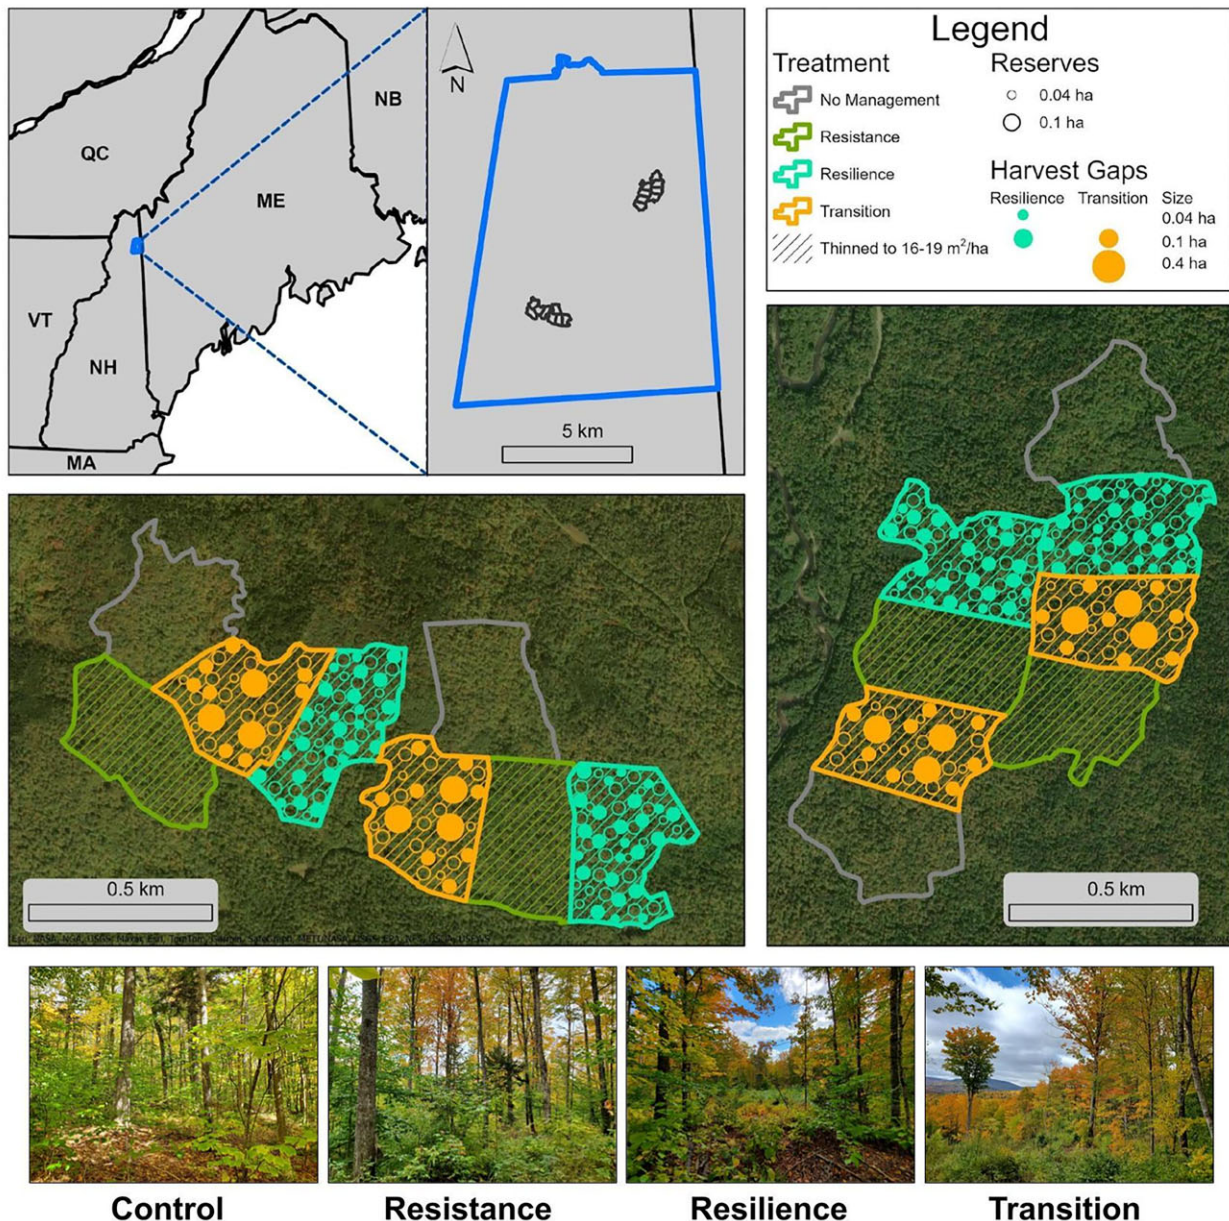 QC
NB
ME
VT
NH
MA
N
5 km
Legend
Treatment
No Management
Resistance
Resilience
Transition
Thinned to 16-19 m²/ha
Reserves
0.04 ha
0.1 ha
Harvest Gaps
Resilience Transition Size
0.04 ha
0.1 ha
0.4 ha
0.5 km
0.5 km
Control
Resistance
Resilience
Transition